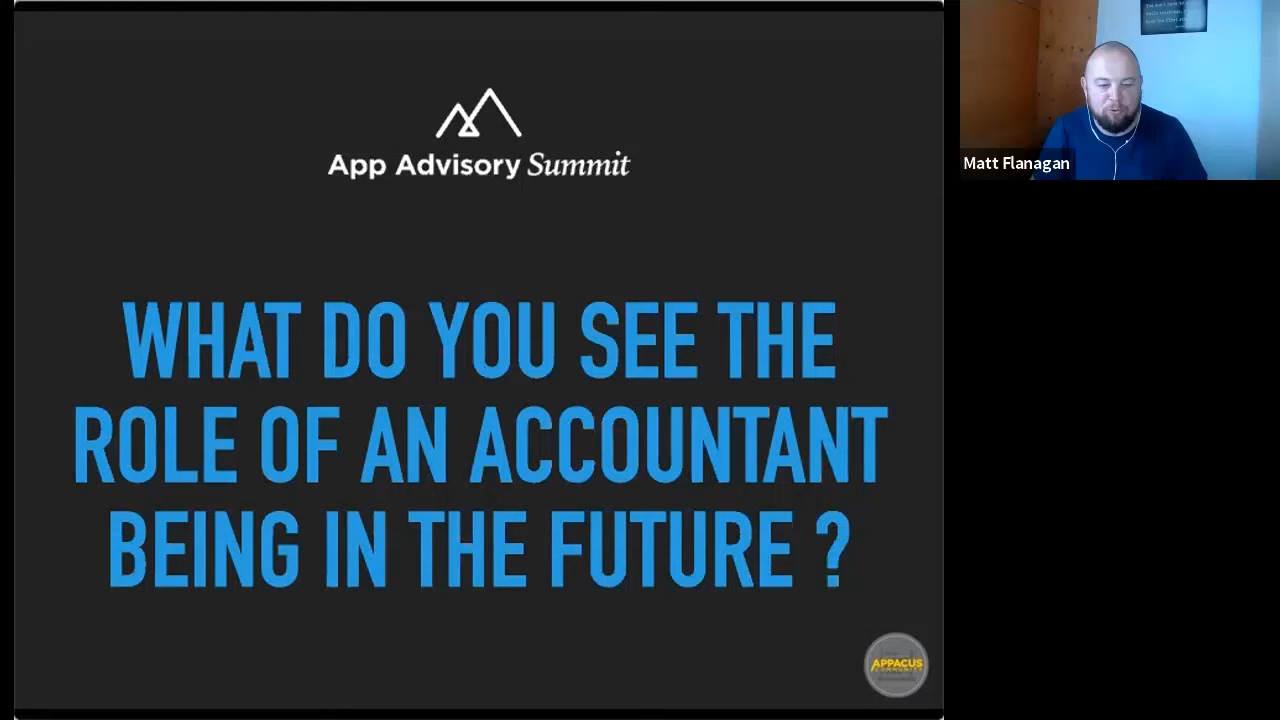 App Advisory Summit
WHAT DO YOU SEE THE
ROLE OF AN ACCOUNTANT
BEING IN THE FUTURE ?
APPACUS
COMMUNITY
Matt Flanagan